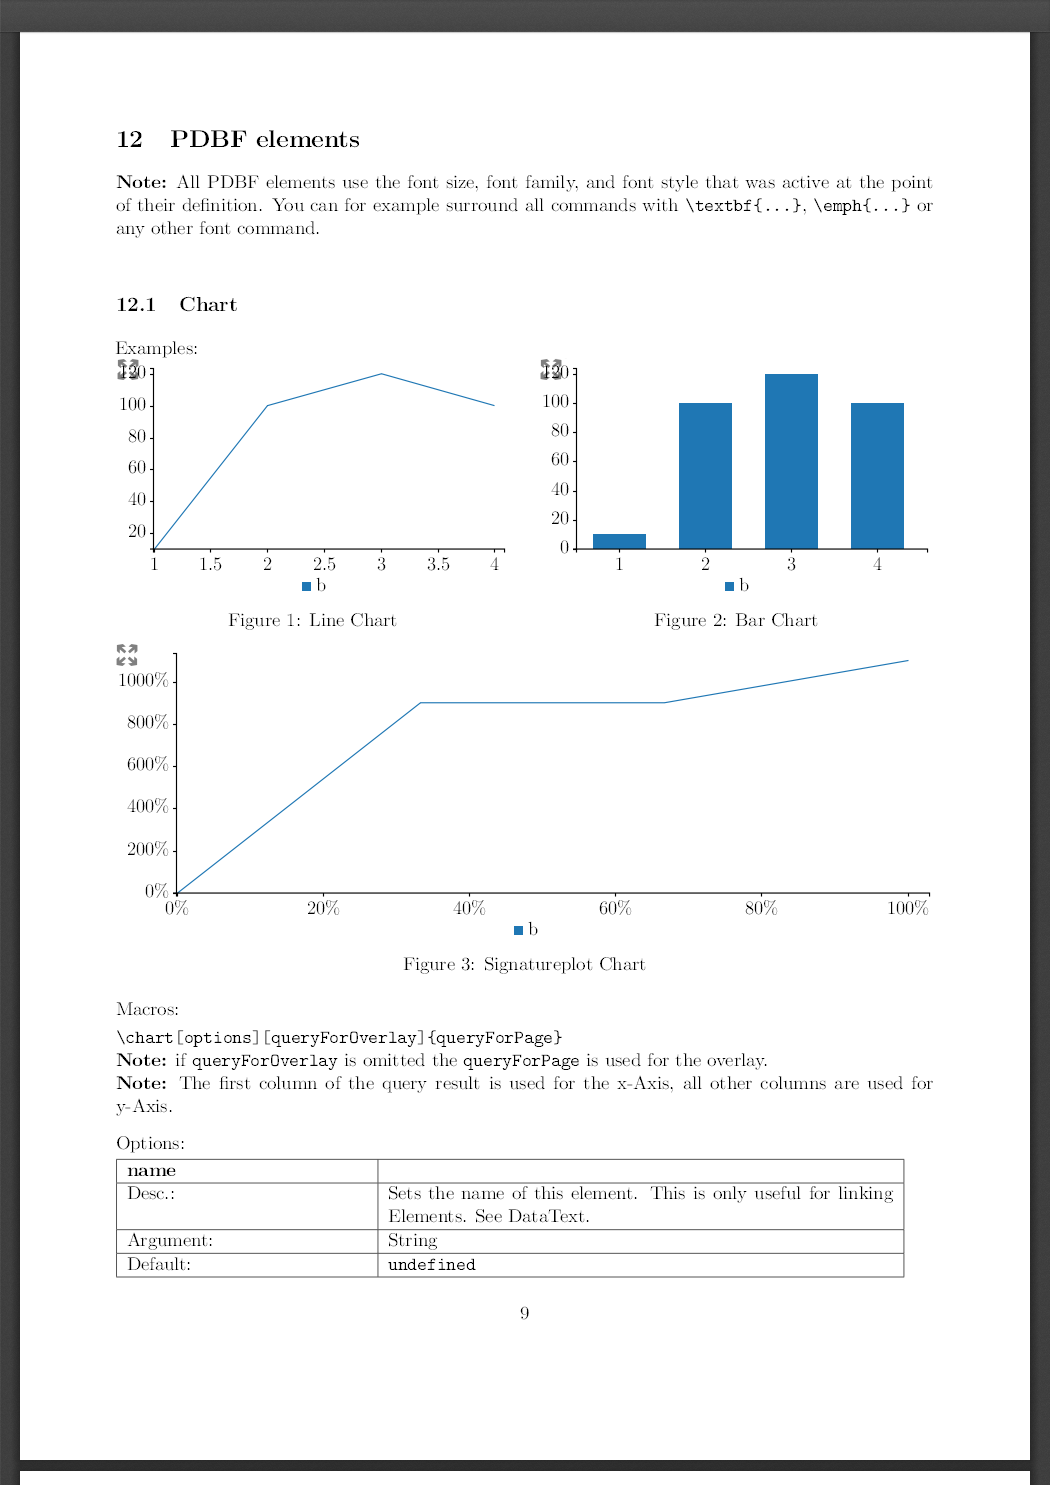 12 PDBF elements
Note: All PDBF elements use the font size, font family, and font style that was active at the point
of their definition. You can for example surround all commands with \textbf{...}, \emph{...} or
any other font command.
12.1 Chart
Examples:
120
100
80
60
40
20
1 1.5 2 2.5 3 3.5 4
b
Figure 1: Line Chart
120
100
80
60
40
20
0
1 2 3 4
b
Figure 2: Bar Chart
1000%
800%
600%
400%
200%
0%
0% 20% 40% 60% 80% 100%
b
Figure 3: Signatureplot Chart
Macros:
\chart[options][queryForOverlay]{queryForPage}
Note: if queryForOverlay is omitted the queryForPage is used for the overlay.
Note: The first column of the query result is used for the x-Axis, all other columns are used for
y-Axis.
Options:
name
Desc.: Sets the name of this element. This is only useful for linking
Elements. See DataText.
Argument: String
Default: undefined
9